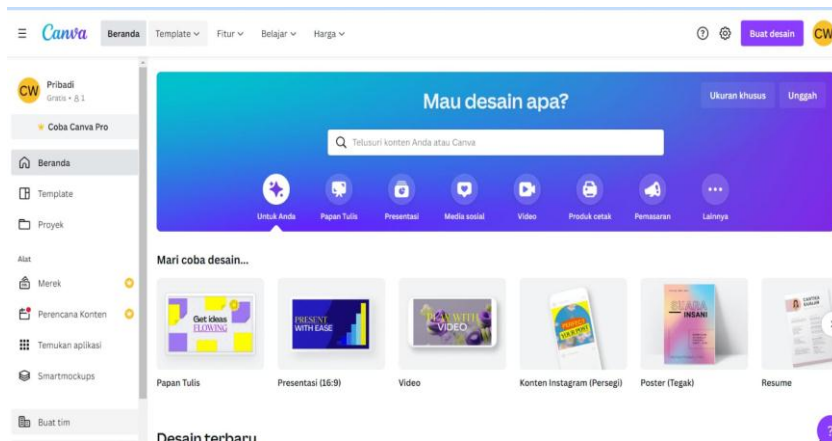 Canva Beranda Template Fitur Belajar Harga Buat desain CW
CW Pribadi
Gratis • 1
Coba Canva Pro
Beranda
Template
Proyek
Alat
Merek
Perencana Konten
Temukan aplikasi
Smartmockups
Buat tim
Mau desain apa?
Ukuran khusus Unggah
Telusuri konten Anda atau Canva
Untuk Anda Papan Tulis Presentasi Media sosial Video Produk cetak Pemasaran Lainnya
Mari coba desain...
Get ideas
FLOWING
PRESENT
WITH EASE
PLAY WITH
VIDEO
PERFECT
YOUR POST
SUARA
INSANI
Papan Tulis Presentasi (16:9) Video Konten Instagram (Persegi) Poster (Tegak) Resume
Desain terbaru
?